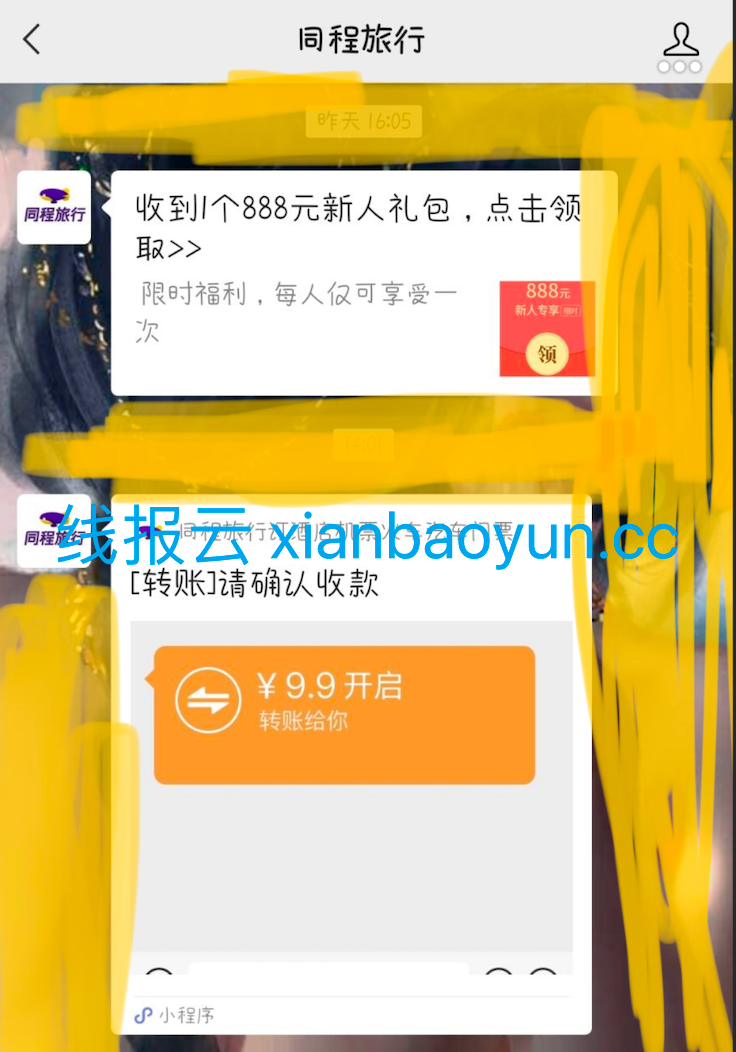 同程旅行
昨天 16:05
同程旅行
收到1个888元新人礼包，点击领
取>>
限时福利，每人仅可享受一
次
888元
新人专享 限时
领
14:01
同程旅行
同程旅行订酒店机票火车汽车门票
线报云 xianbaoyun.cc
[转账]请确认收款
¥ 9.9 开启
转账给你
小程序